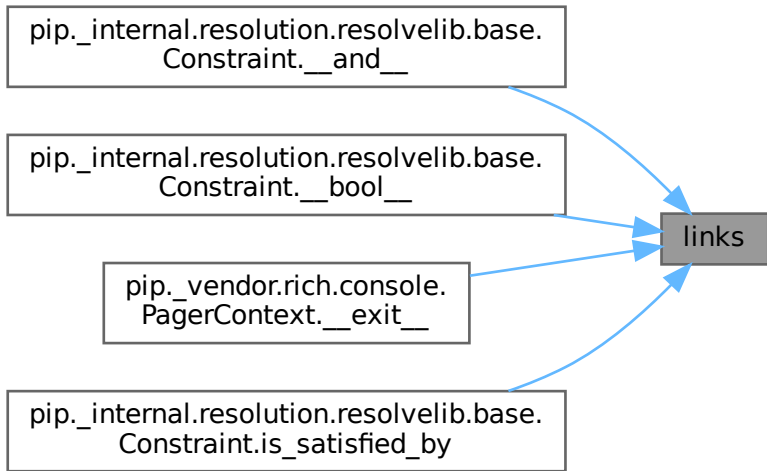 pip._internal.resolution.resolvelib.base.
Constraint.__and__
pip._internal.resolution.resolvelib.base.
Constraint.__bool__
links
pip._vendor.rich.console.
PagerContext.__exit__
pip._internal.resolution.resolvelib.base.
Constraint.is_satisfied_by